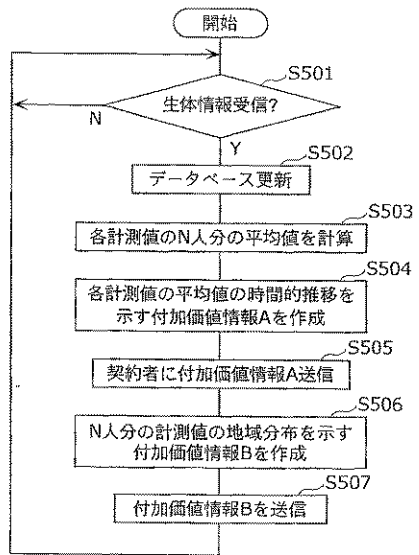 開始
S501
生体情報受信?
N
Y
S502
データベース更新
S503
各計測値のN人分の平均値を計算
S504
各計測値の平均値の時間的推移を
示す付加価値情報Aを作成
S505
契約者に付加価値情報A送信
S506
N人分の計測値の地域分布を示す
付加価値情報Bを作成
S507
付加価値情報Bを送信